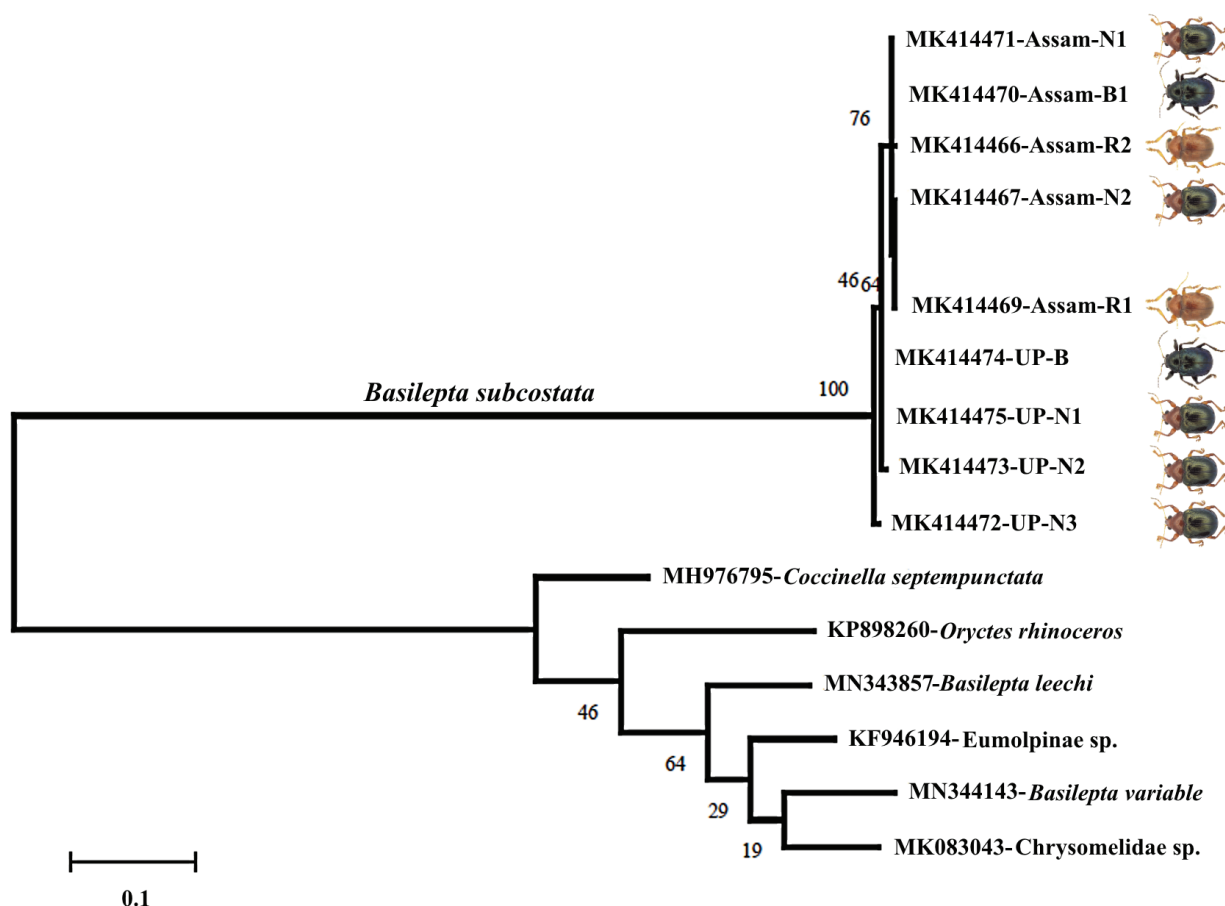 MK414471-Assam-N1
MK414470-Assam-B1
76
MK414466-Assam-R2
MK414467-Assam-N2
46
64
MK414469-Assam-R1
MK414474-UP-B
100
Basilepta subcostata
MK414475-UP-N1
MK414473-UP-N2
MK414472-UP-N3
MH976795-Coccinella septempunctata
KP898260-Oryctes rhinoceros
MN343857-Basilepta leechi
46
KF946194-Eumolpinae sp.
64
MN344143-Basilepta variable
29
MK083043-Chrysomelidae sp.
19
0.1